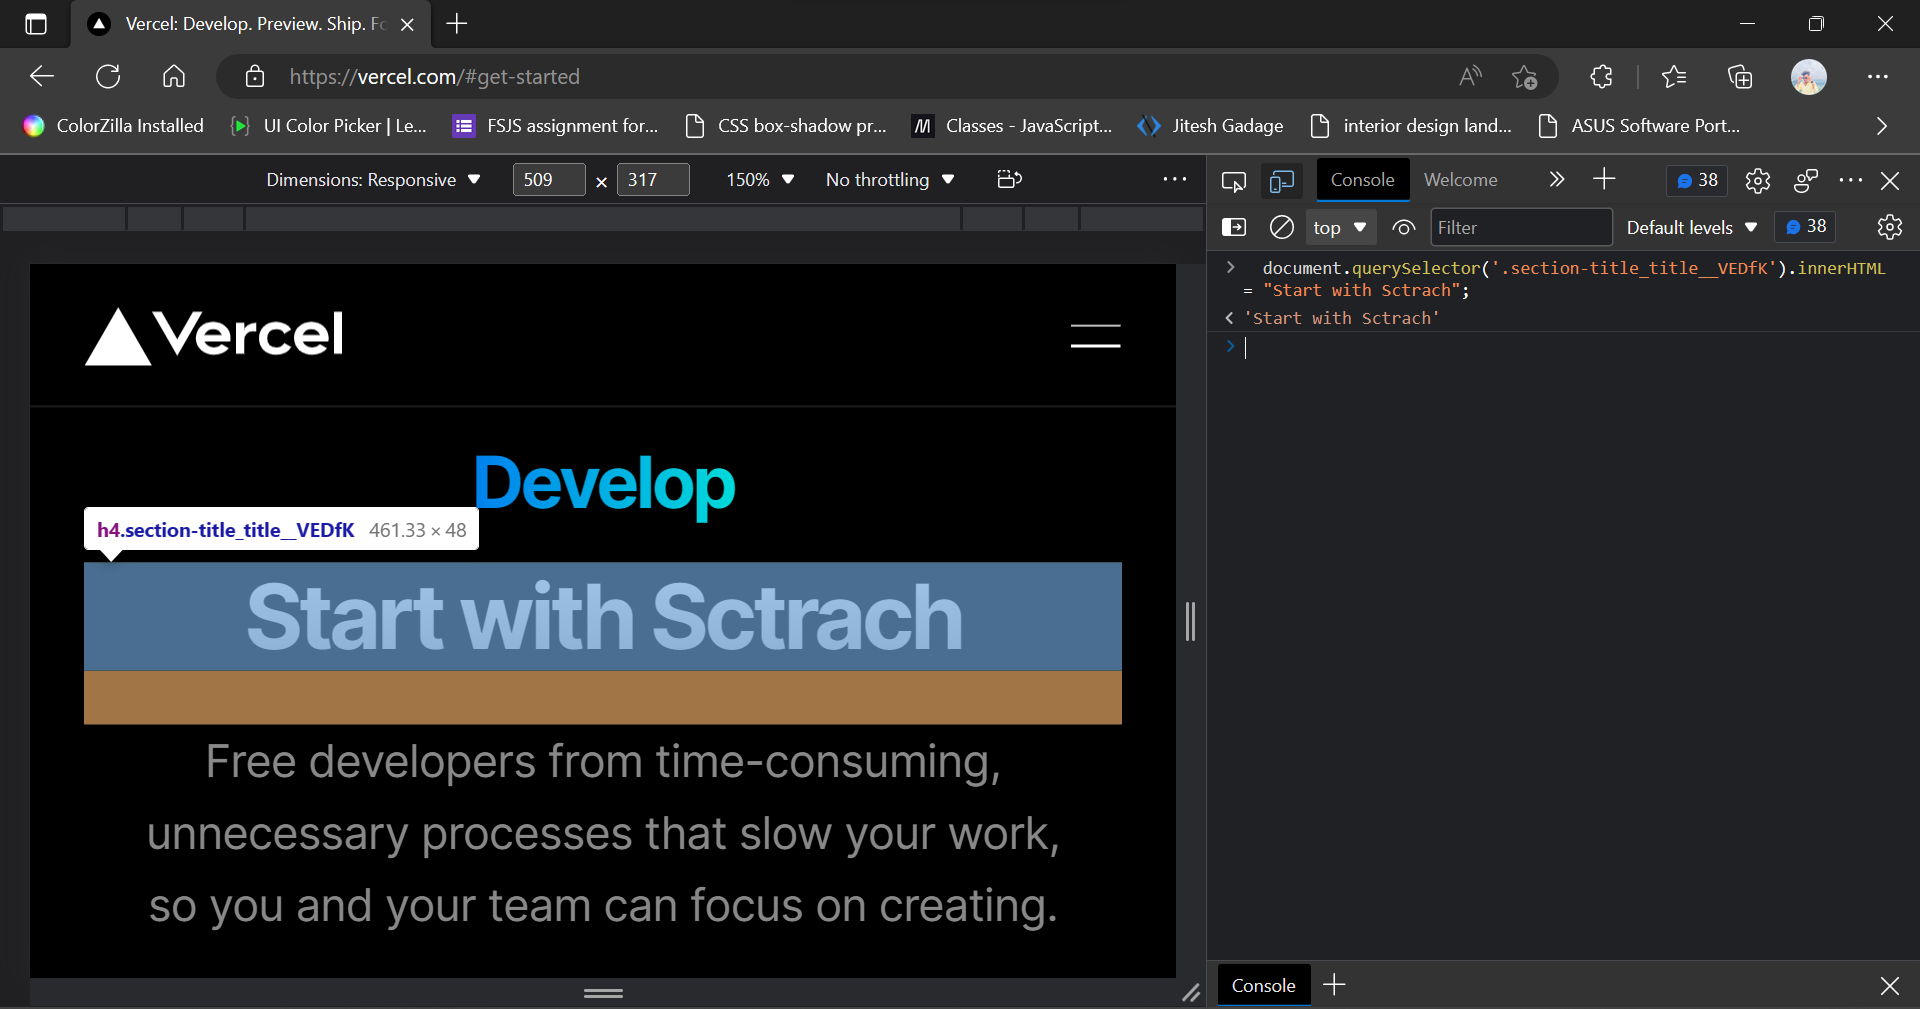 Vercel: Develop. Preview. Ship. Fo
https://vercel.com/#get-started
ColorZilla Installed
UI Color Picker | Le...
FSJS assignment for...
CSS box-shadow pr...
Classes - JavaScript...
Jitesh Gadage
interior design land...
ASUS Software Port...
Dimensions: Responsive 509 × 317 150% No throttling
Console Welcome 38
top Filter Default levels 38
document.querySelector('.section-title_title__VEDfK').innerHTML
= "Start with Sctrach";
'Start with Sctrach'
Vercel
Develop
h4.section-title_title__VEDfK 461.33 × 48
Start with Sctrach
Free developers from time-consuming,
unnecessary processes that slow your work,
so you and your team can focus on creating.
Console